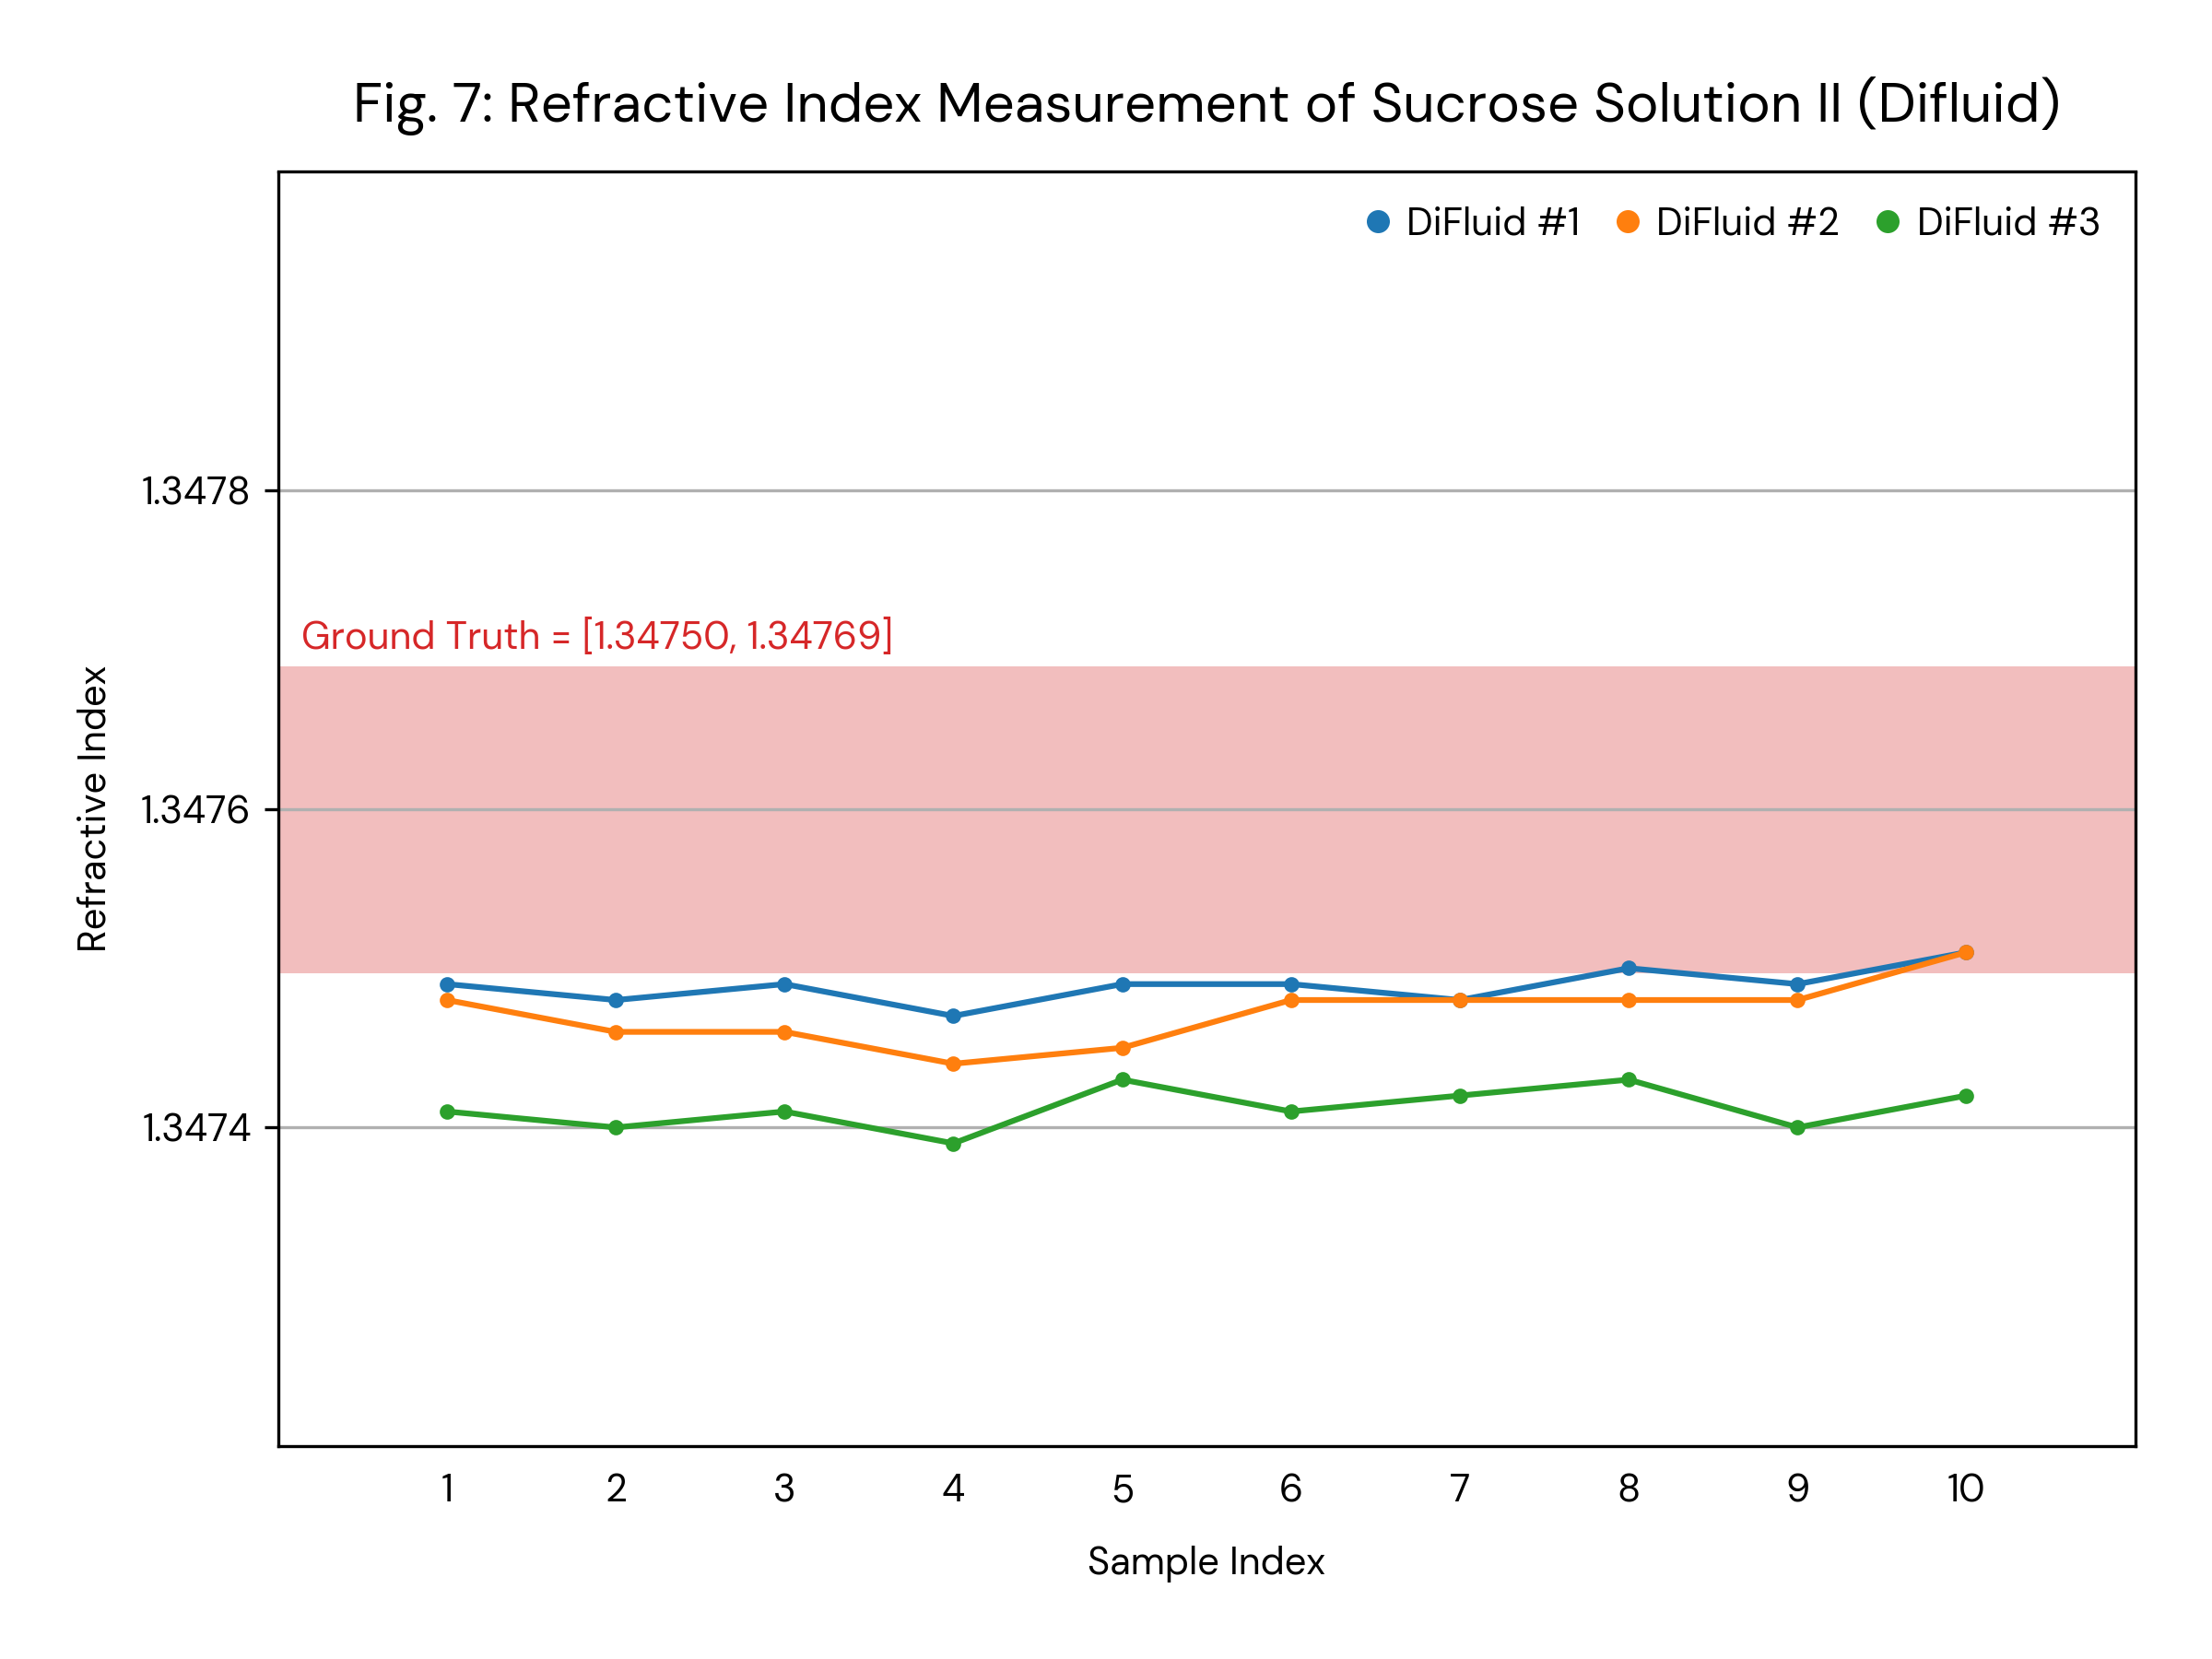 Fig. 7: Refractive Index Measurement of Sucrose Solution II (Difluid)
DiFluid #1 DiFluid #2 DiFluid #3
1.3478
Ground Truth = [1.34750, 1.34769]
Refractive Index
1.3476
1.3474
1 2 3 4 5 6 7 8 9 10
Sample Index